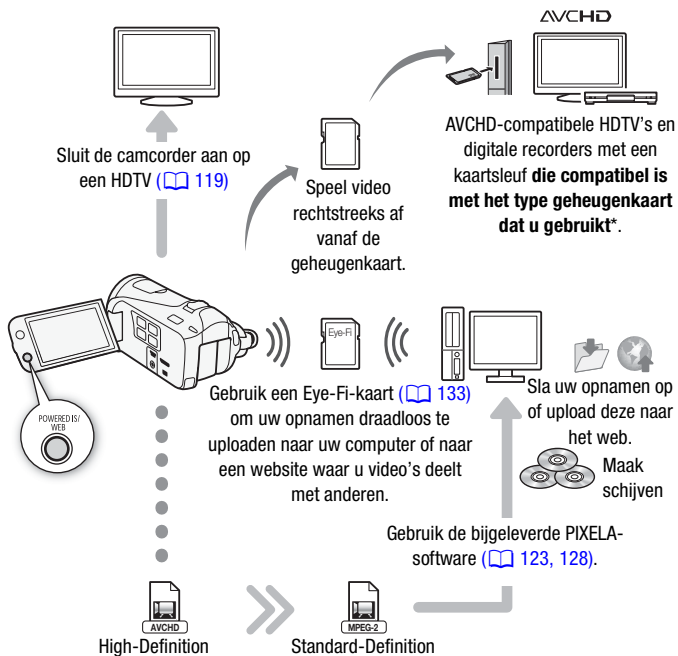 AVCHD
Sluit de camcorder aan op
een HDTV ( 119)
Speel video
rechtstreeks af
vanaf de
geheugenkaart.
AVCHD-compatibele HDTV's en
digitale recorders met een
kaartsleuf die compatibel is
met het type geheugenkaart
dat u gebruikt*.
POWERED IS/
WEB
Eye-Fi
Gebruik een Eye-Fi-kaart ( 133)
om uw opnamen draadloos te
uploaden naar uw computer of naar
een website waar u video's deelt
met anderen.
Sla uw opnamen op
of upload deze naar
het web.
Maak
schijven
Gebruik de bijgeleverde PIXELA-
software ( 123, 128).
AVCHD
High-Definition
MPEG-2
Standard-Definition